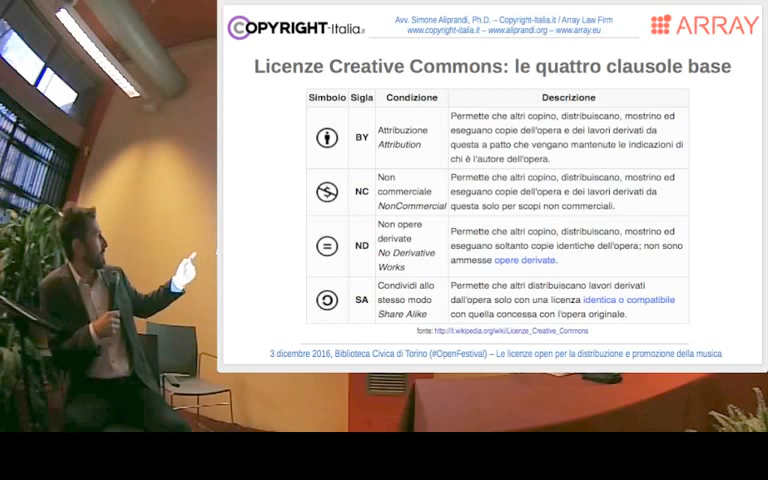 COPYRIGHT-Italia.it
Avv. Simone Aliprandi, Ph.D. – Copyright-Italia.it / Array Law Firm
www.copyright-italia.it – www.aliprandi.org – www.array.eu
ARRAY
Licenze Creative Commons: le quattro clausole base
Simbolo Sigla Condizione Descrizione
BY
Attribuzione
Attribution
Permette che altri copino, distribuiscano, mostrino ed
eseguano copie dell'opera e dei lavori derivati da
questa a patto che vengano mantenute le indicazioni di
chi è l'autore dell'opera.
NC
Non
commerciale
NonCommercial
Permette che altri copino, distribuiscano, mostrino ed
eseguano copie dell'opera e dei lavori derivati da
questa solo per scopi non commerciali.
ND
Non opere
derivate
No Derivative
Works
Permette che altri copino, distribuiscano, mostrino ed
eseguano soltanto copie identiche dell'opera; non sono
ammesse opere derivate.
SA
Condividi allo
stesso modo
Share Alike
Permette che altri distribuiscano lavori derivati
dall'opera solo con una licenza identica o compatibile
con quella concessa con l'opera originale.
fonte: http://it.wikipedia.org/wiki/Licenze_Creative_Commons
3 dicembre 2016, Biblioteca Civica di Torino (#OpenFestival) – Le licenze open per la distribuzione e promozione della musica